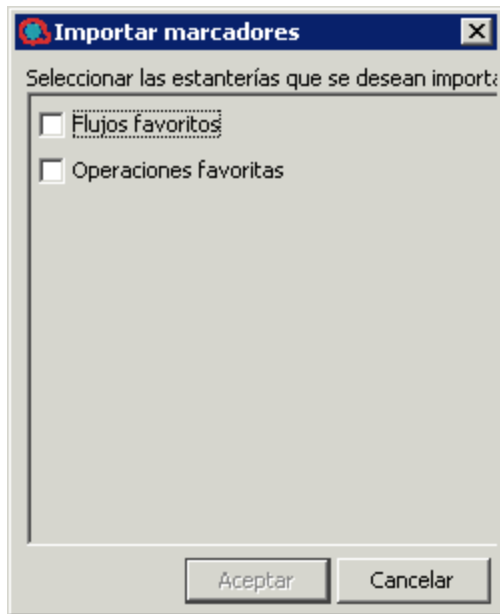 Importar marcadores
Seleccionar las estanterías que se desean importa
Flujos favoritos
Operaciones favoritas
Aceptar
Cancelar